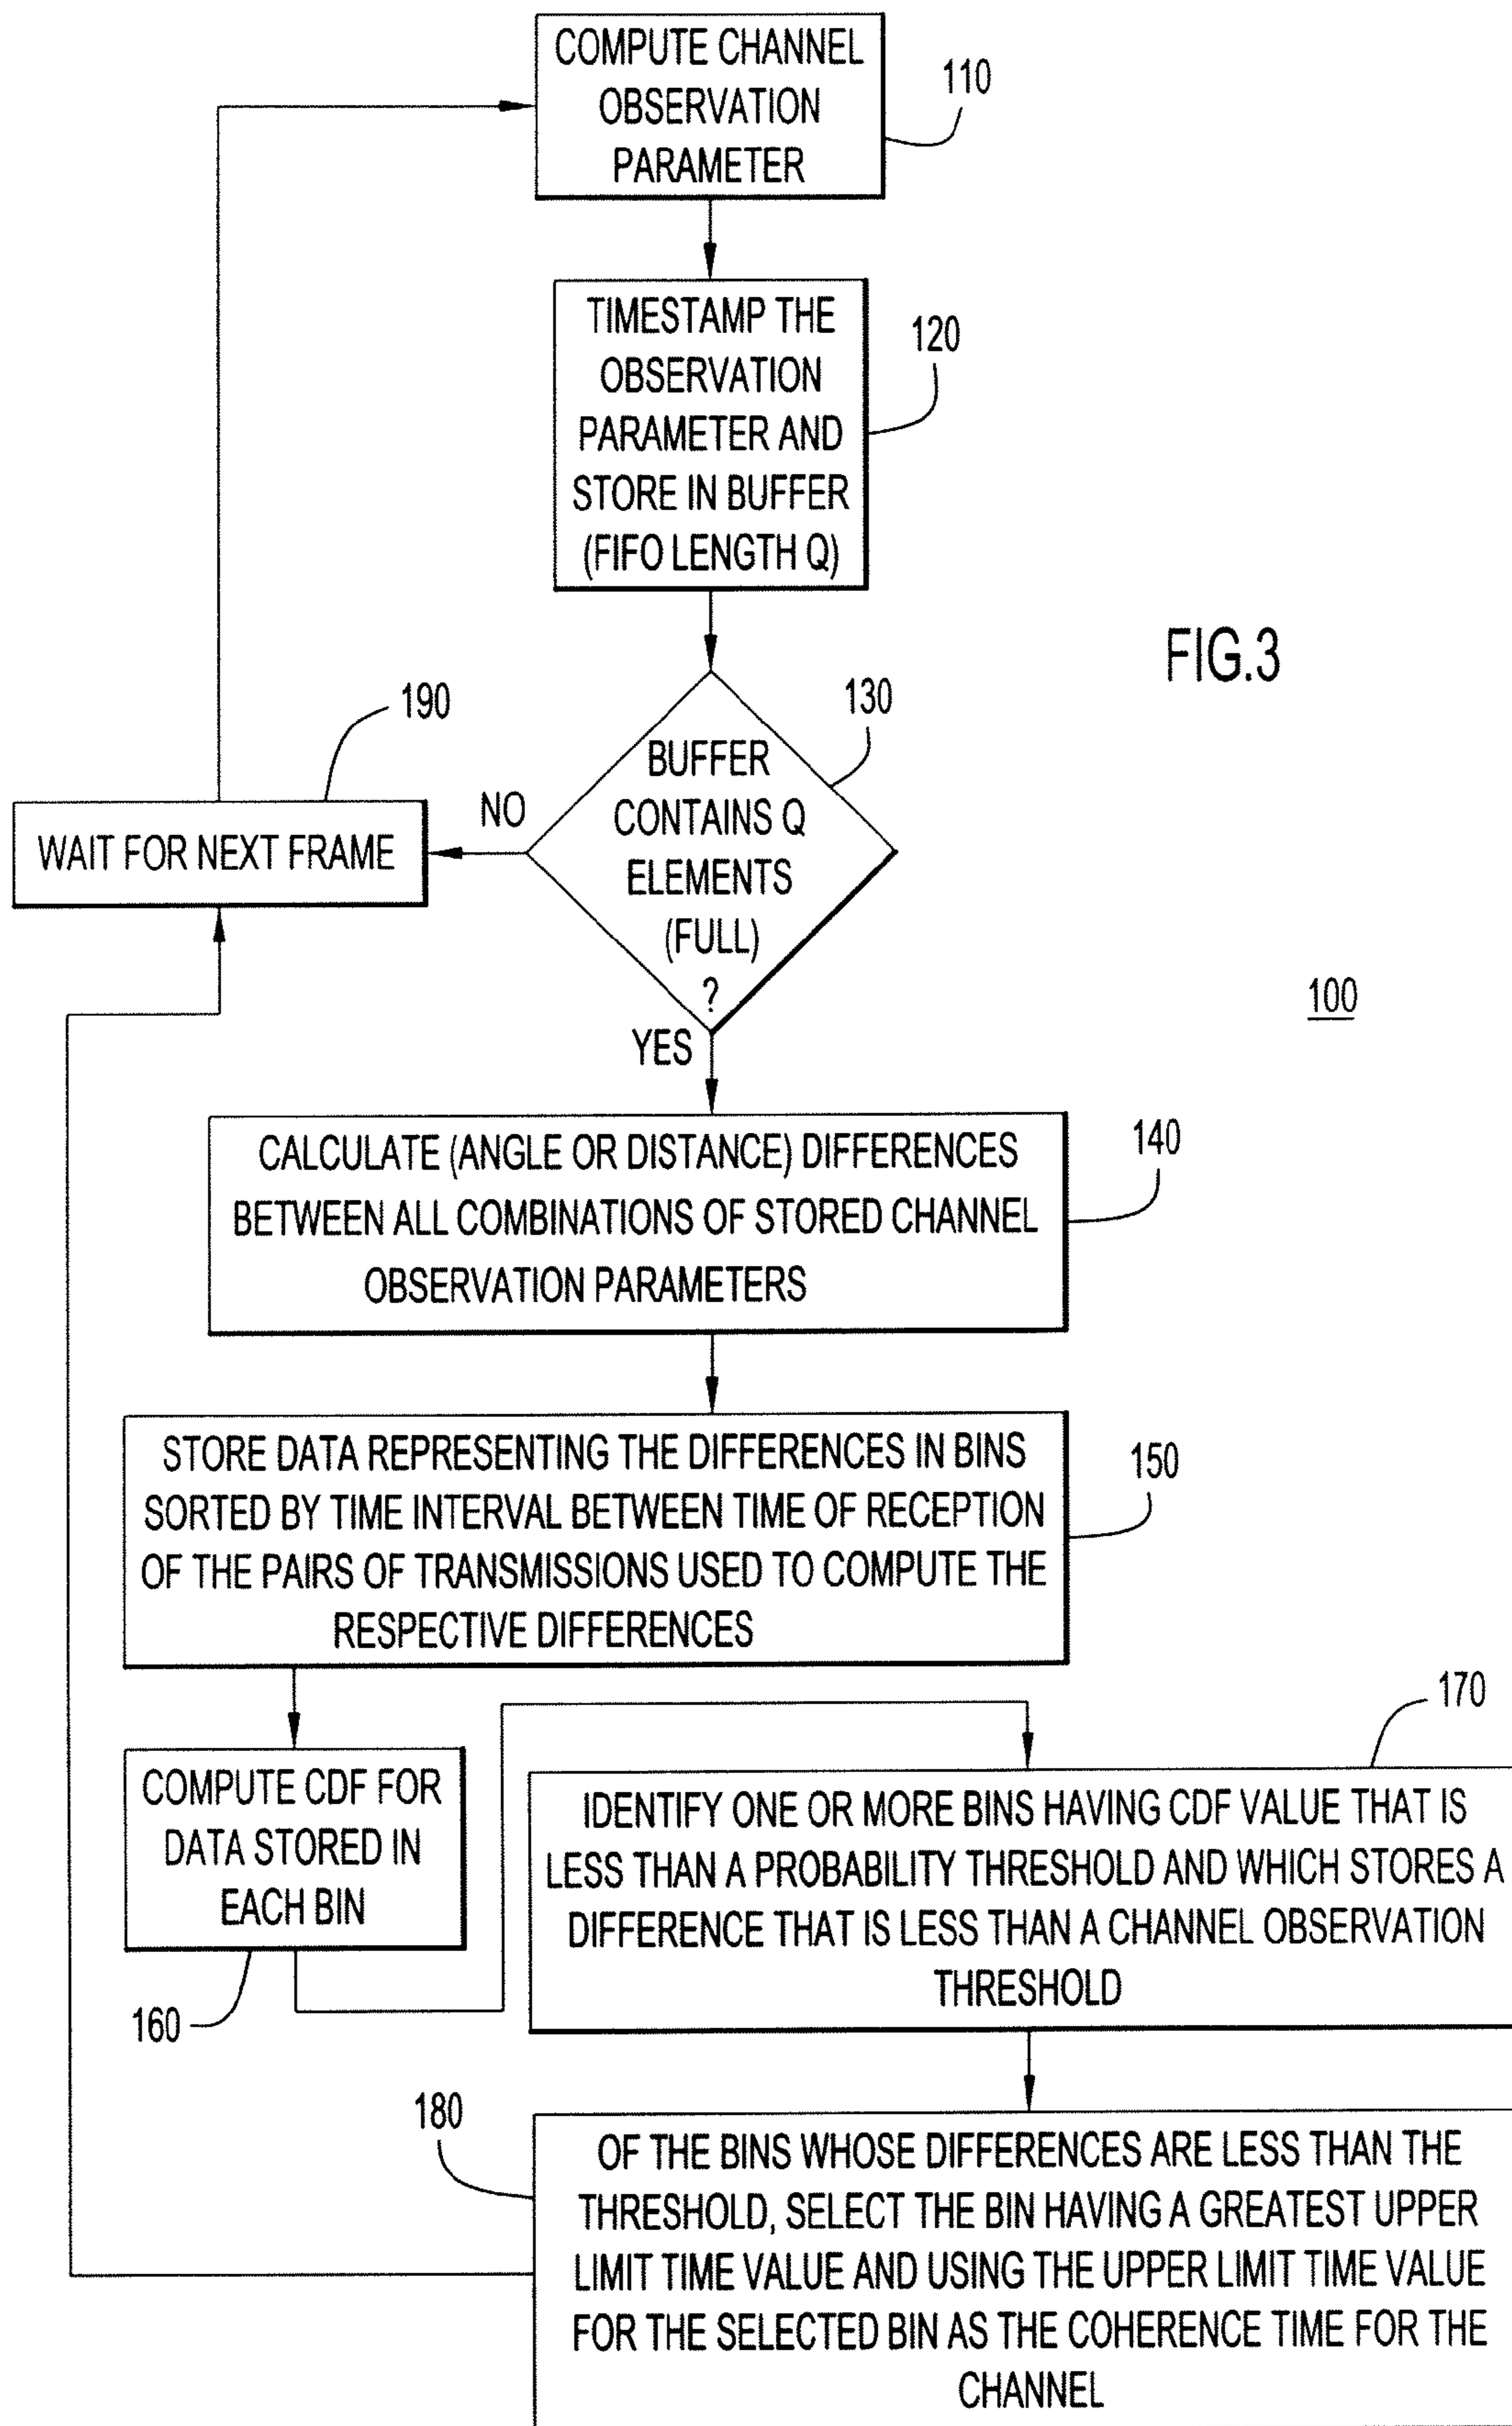 COMPUTE CHANNEL
OBSERVATION
PARAMETER
110
TIMESTAMP THE
OBSERVATION
PARAMETER AND
STORE IN BUFFER
(FIFO LENGTH Q)
120
FIG.3
130
BUFFER
CONTAINS Q
ELEMENTS
(FULL)
?
NO
190
WAIT FOR NEXT FRAME
100
YES
CALCULATE (ANGLE OR DISTANCE) DIFFERENCES
BETWEEN ALL COMBINATIONS OF STORED CHANNEL
OBSERVATION PARAMETERS
140
STORE DATA REPRESENTING THE DIFFERENCES IN BINS
SORTED BY TIME INTERVAL BETWEEN TIME OF RECEPTION
OF THE PAIRS OF TRANSMISSIONS USED TO COMPUTE THE
RESPECTIVE DIFFERENCES
150
COMPUTE CDF FOR
DATA STORED IN
EACH BIN
160
170
IDENTIFY ONE OR MORE BINS HAVING CDF VALUE THAT IS
LESS THAN A PROBABILITY THRESHOLD AND WHICH STORES A
DIFFERENCE THAT IS LESS THAN A CHANNEL OBSERVATION
THRESHOLD
180
OF THE BINS WHOSE DIFFERENCES ARE LESS THAN THE
THRESHOLD, SELECT THE BIN HAVING A GREATEST UPPER
LIMIT TIME VALUE AND USING THE UPPER LIMIT TIME VALUE
FOR THE SELECTED BIN AS THE COHERENCE TIME FOR THE
CHANNEL